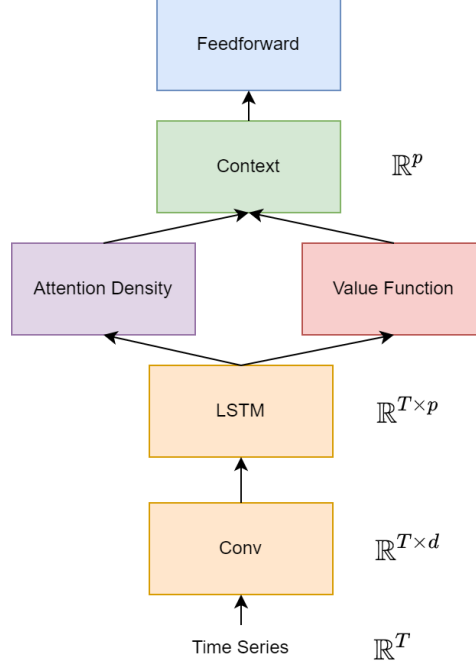 Feedforward
Context
ℝ^p
Attention Density
Value Function
LSTM
ℝ^{T×p}
Conv
ℝ^{T×d}
Time Series
ℝ^T